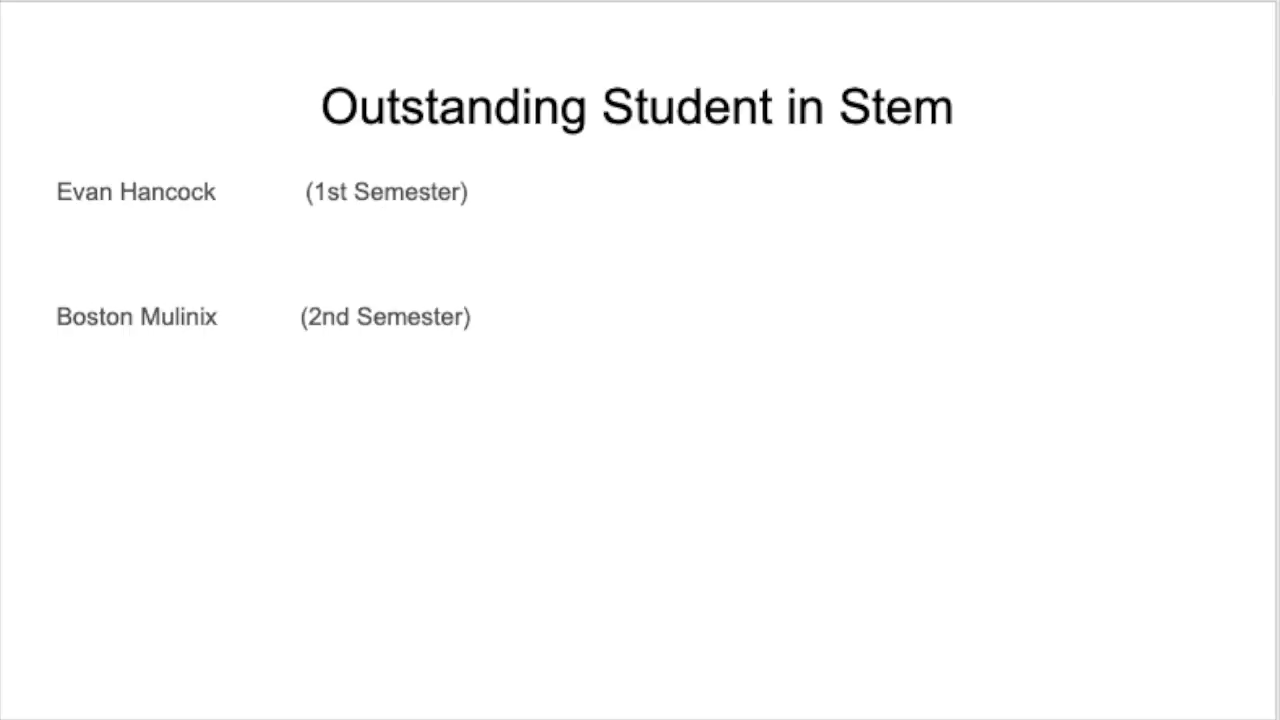 Outstanding Student in Stem
Evan Hancock (1st Semester)
Boston Mulinix (2nd Semester)